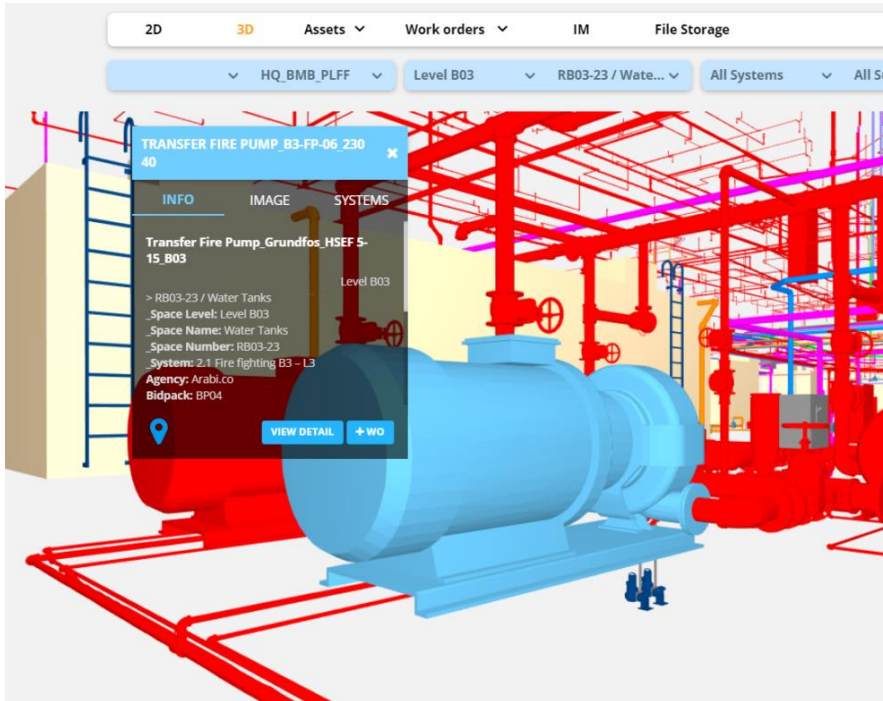 2D 3D Assets Work orders IM File Storage
HQ_BMB_PLFF Level B03 RB03-23 / Wate... All Systems All S
TRANSFER FIRE PUMP_B3-FP-06_230
40
INFO IMAGE SYSTEMS
Transfer Fire Pump_Grundfos_HSEF 5-
15_B03
Level B03
> RB03-23 / Water Tanks
_Space Level: Level B03
_Space Name: Water Tanks
_Space Number: RB03-23
_System: 2.1 Fire fighting B3 – L3
Agency: Arabi.co
Bidpack: BP04
VIEW DETAIL + WO